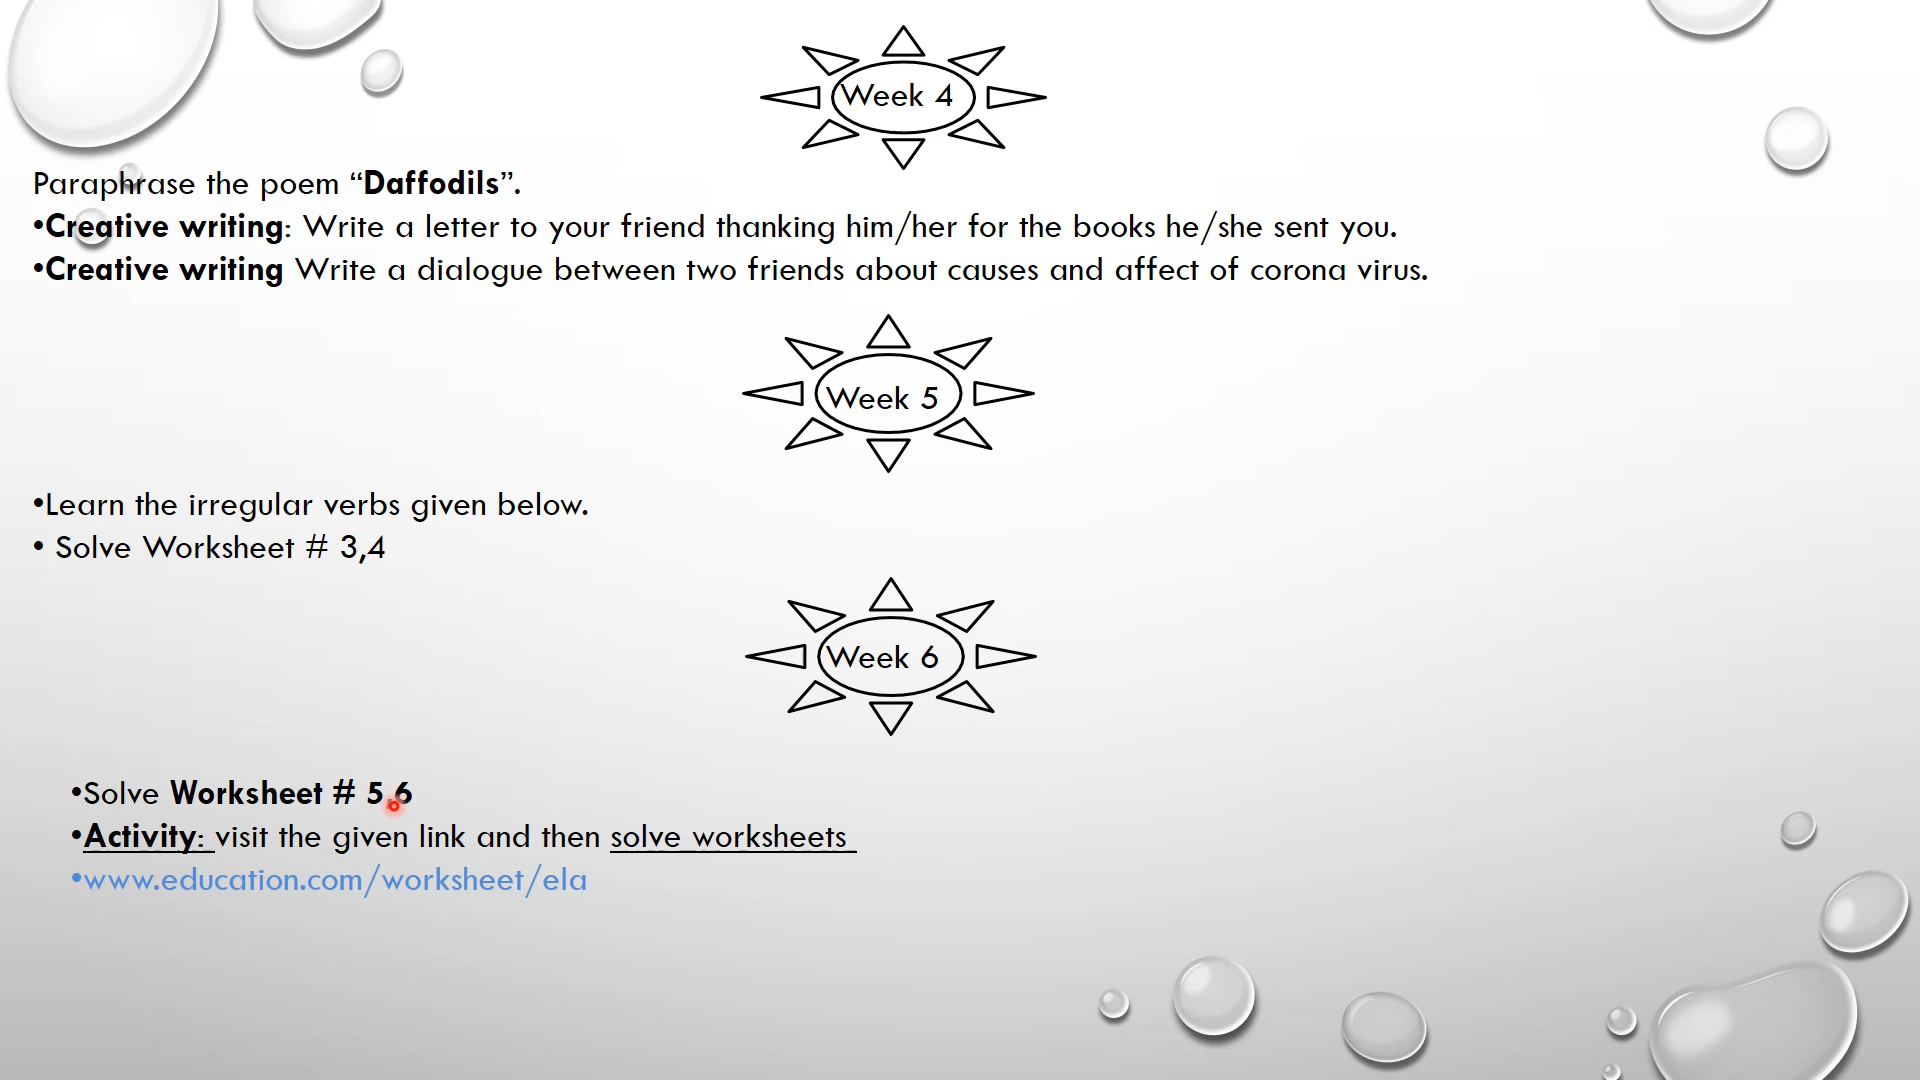 Week 4
Paraphrase the poem “Daffodils”.
•Creative writing: Write a letter to your friend thanking him/her for the books he/she sent you.
•Creative writing Write a dialogue between two friends about causes and affect of corona virus.
Week 5
•Learn the irregular verbs given below.
• Solve Worksheet # 3,4
Week 6
•Solve Worksheet # 5,6
•Activity: visit the given link and then solve worksheets
•www.education.com/worksheet/ela